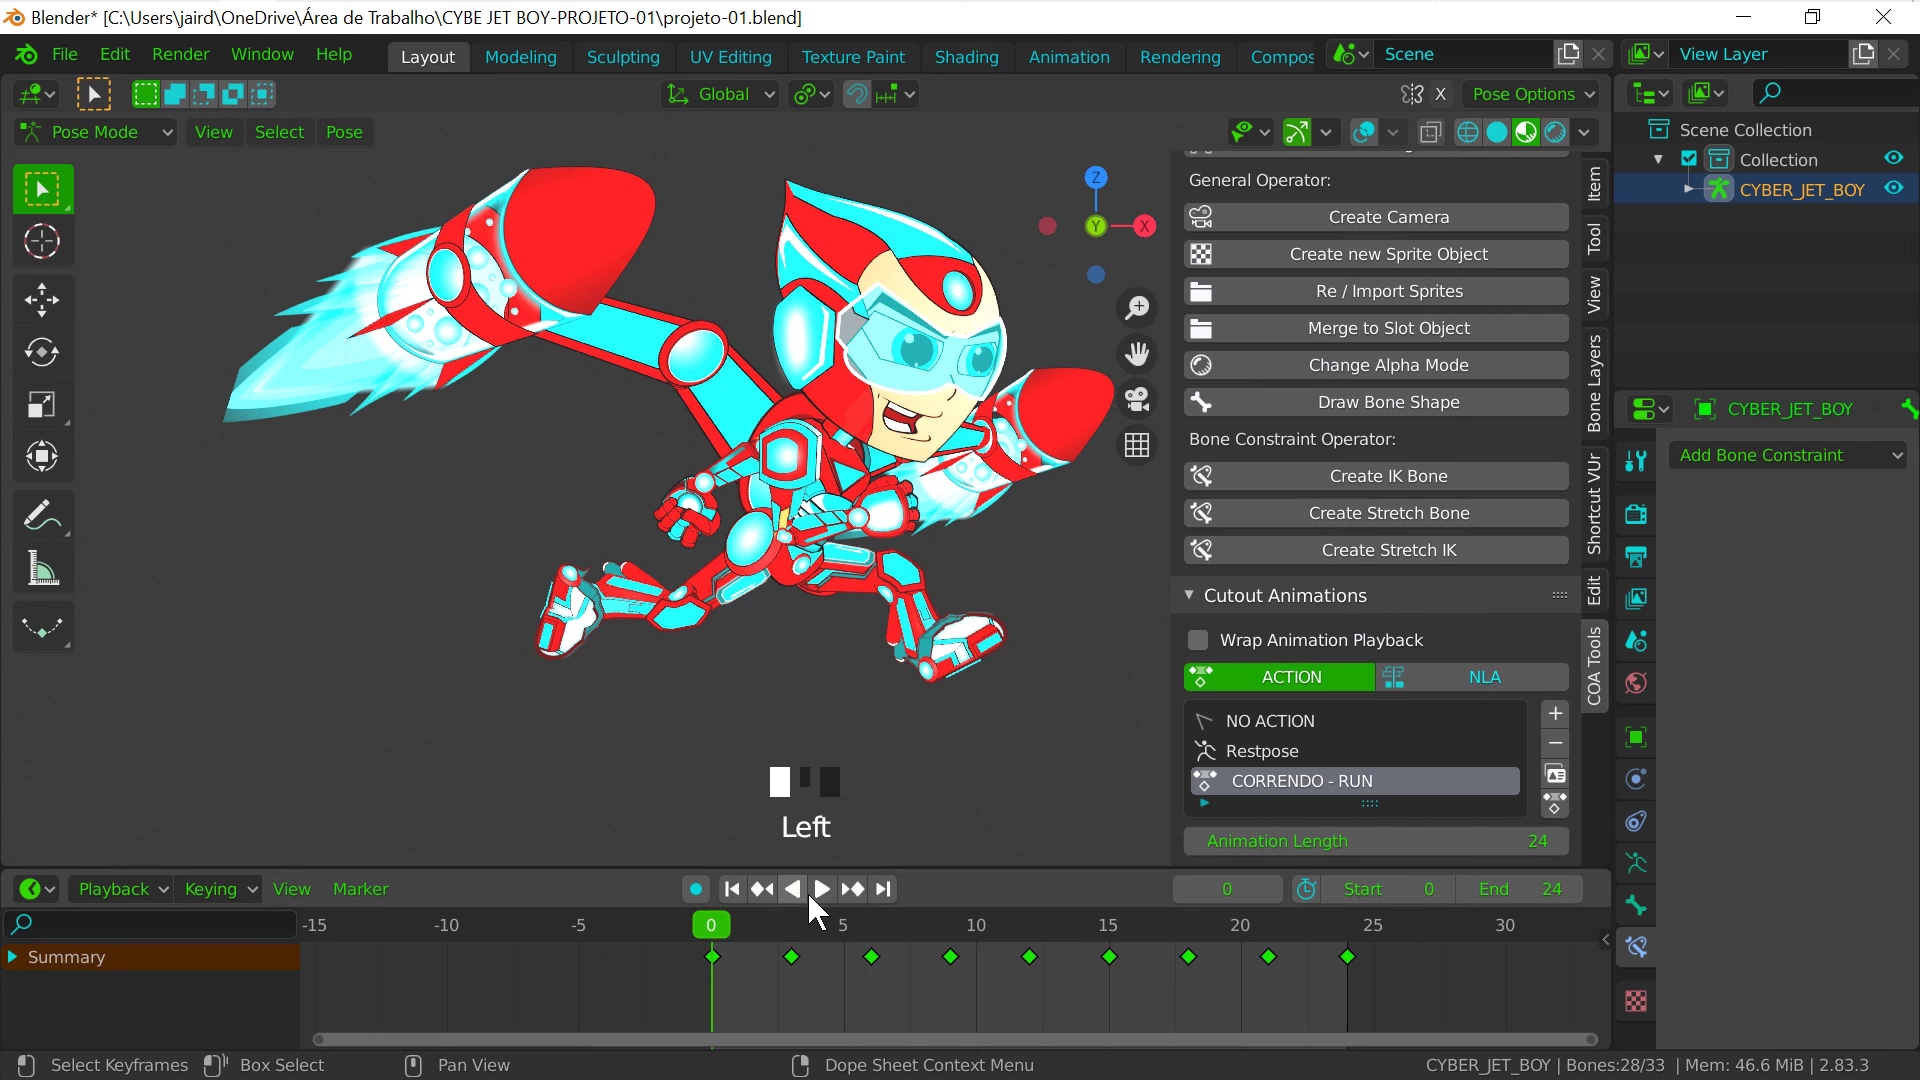 Blender* [C:\Users\jaird\OneDrive\Área de Trabalho\CYBE JET BOY-PROJETO-01\projeto-01.blend]
File Edit Render Window Help Layout Modeling Sculpting UV Editing Texture Paint Shading Animation Rendering Compos Scene View Layer
Global X Pose Options
Pose Mode View Select Pose
Scene Collection
Collection
CYBER_JET_BOY
Z
Y
X
General Operator:
Create Camera
Create new Sprite Object
Re / Import Sprites
Merge to Slot Object
Change Alpha Mode
Draw Bone Shape
Bone Constraint Operator:
Create IK Bone
Create Stretch Bone
Create Stretch IK
Cutout Animations
Wrap Animation Playback
ACTION NLA
NO ACTION
Restpose
CORRENDO - RUN
Animation Length 24
Item
Tool
View
Bone Layers
Shortcut VUr
Edit
COA Tools
CYBER_JET_BOY
Add Bone Constraint
Left
Playback Keying View Marker 0 Start 0 End 24
-15 -10 -5 0 5 10 15 20 25 30
Summary
Select Keyframes Box Select Pan View Dope Sheet Context Menu CYBER_JET_BOY | Bones:28/33 | Mem: 46.6 MiB | 2.83.3